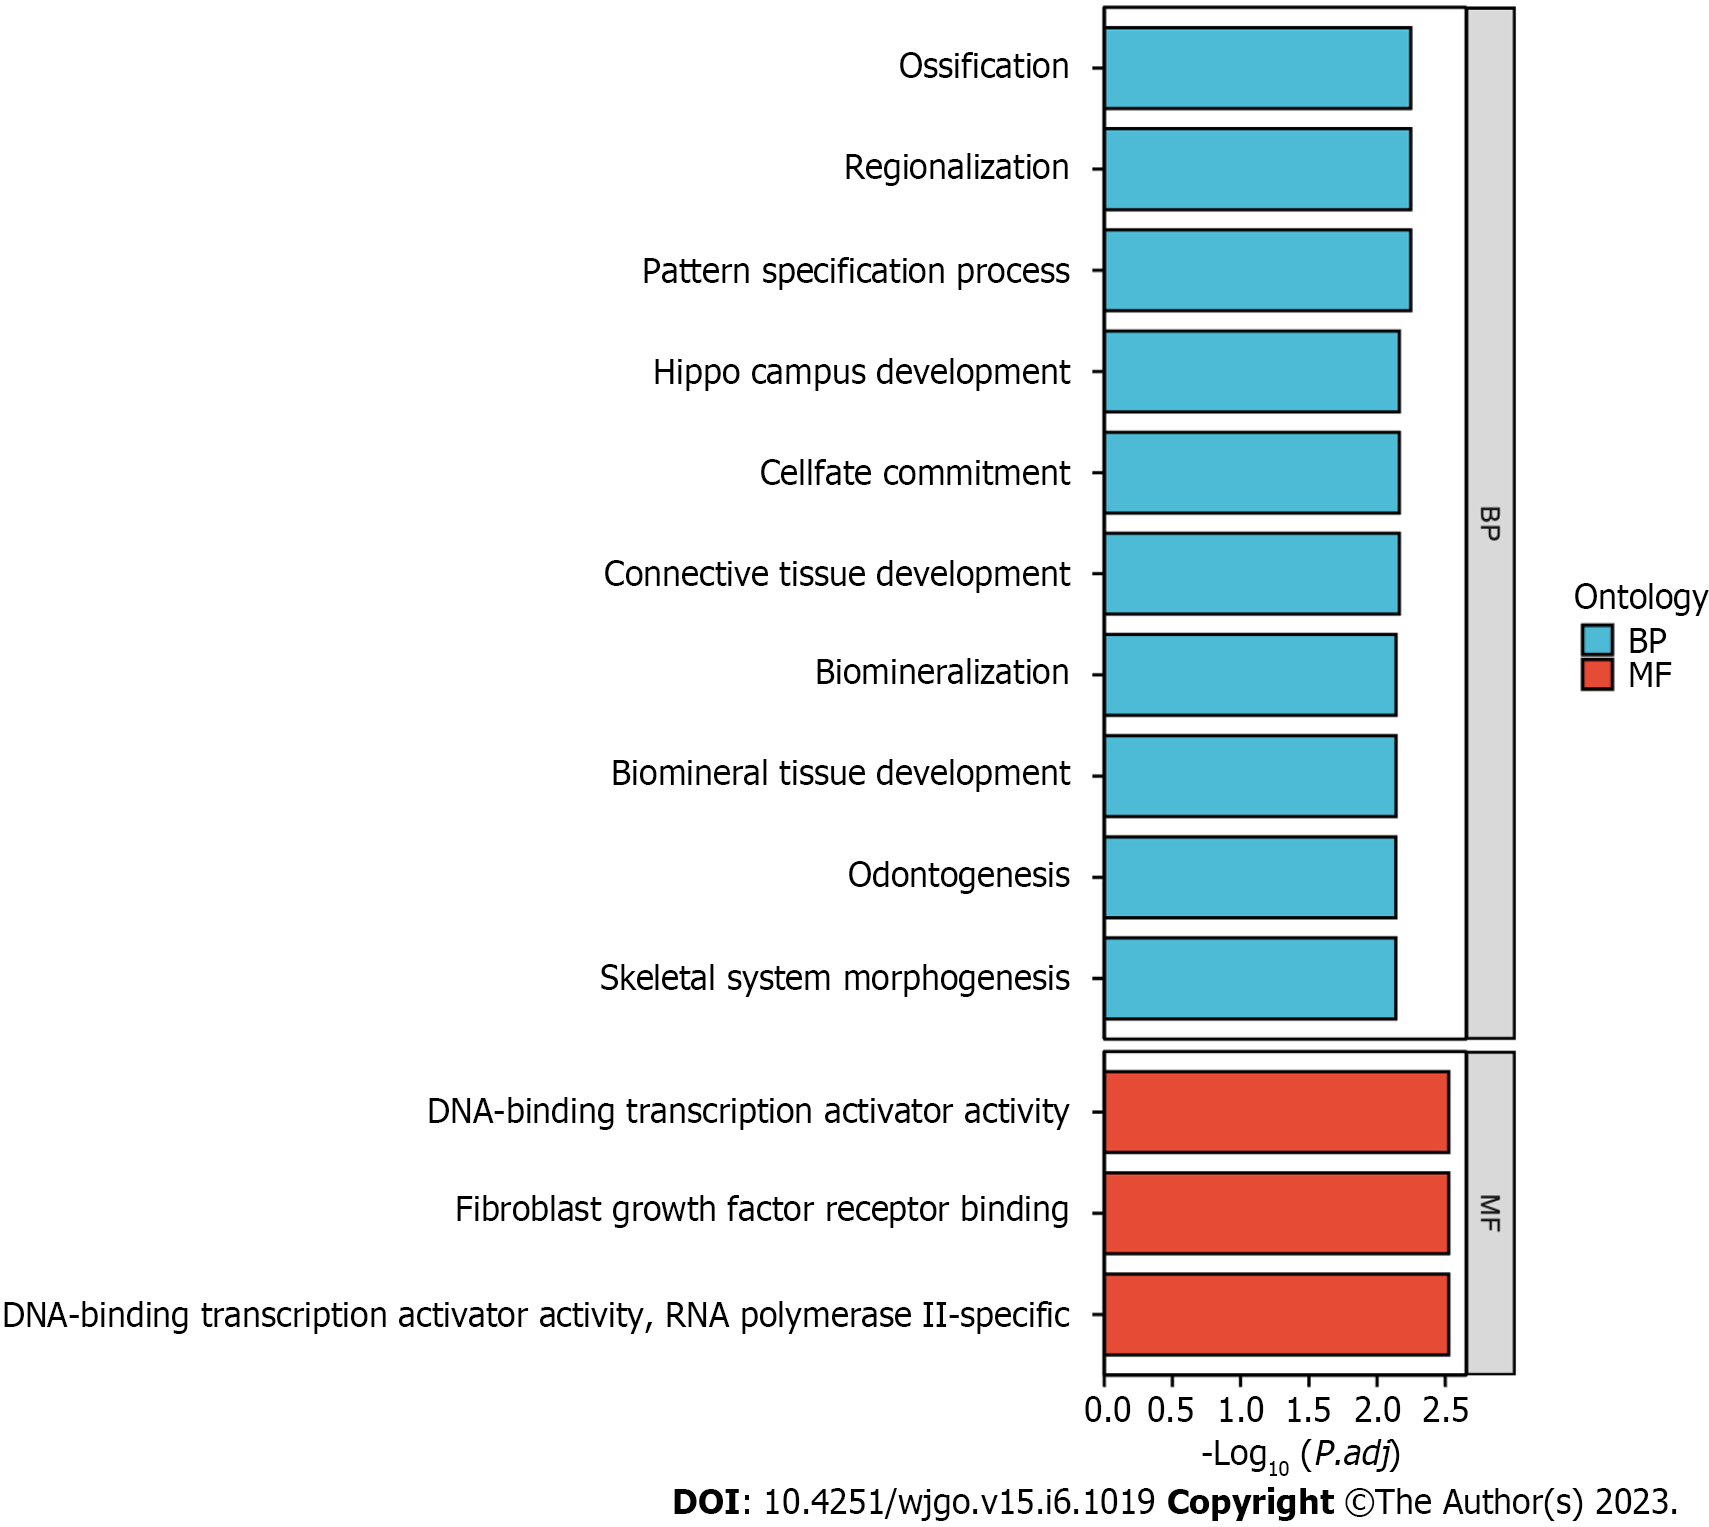 Ossification
Regionalization
Pattern specification process
Hippo campus development
Cellfate commitment
Connective tissue development
Biomineralization
Biomineral tissue development
Odontogenesis
Skeletal system morphogenesis
BP
DNA-binding transcription activator activity
Fibroblast growth factor receptor binding
DNA-binding transcription activator activity, RNA polymerase II-specific
MF
0.0 0.5 1.0 1.5 2.0 2.5
-Log10 (P.adj)
Ontology
BP
MF
DOI: 10.4251/wjgo.v15.i6.1019 Copyright ©The Author(s) 2023.